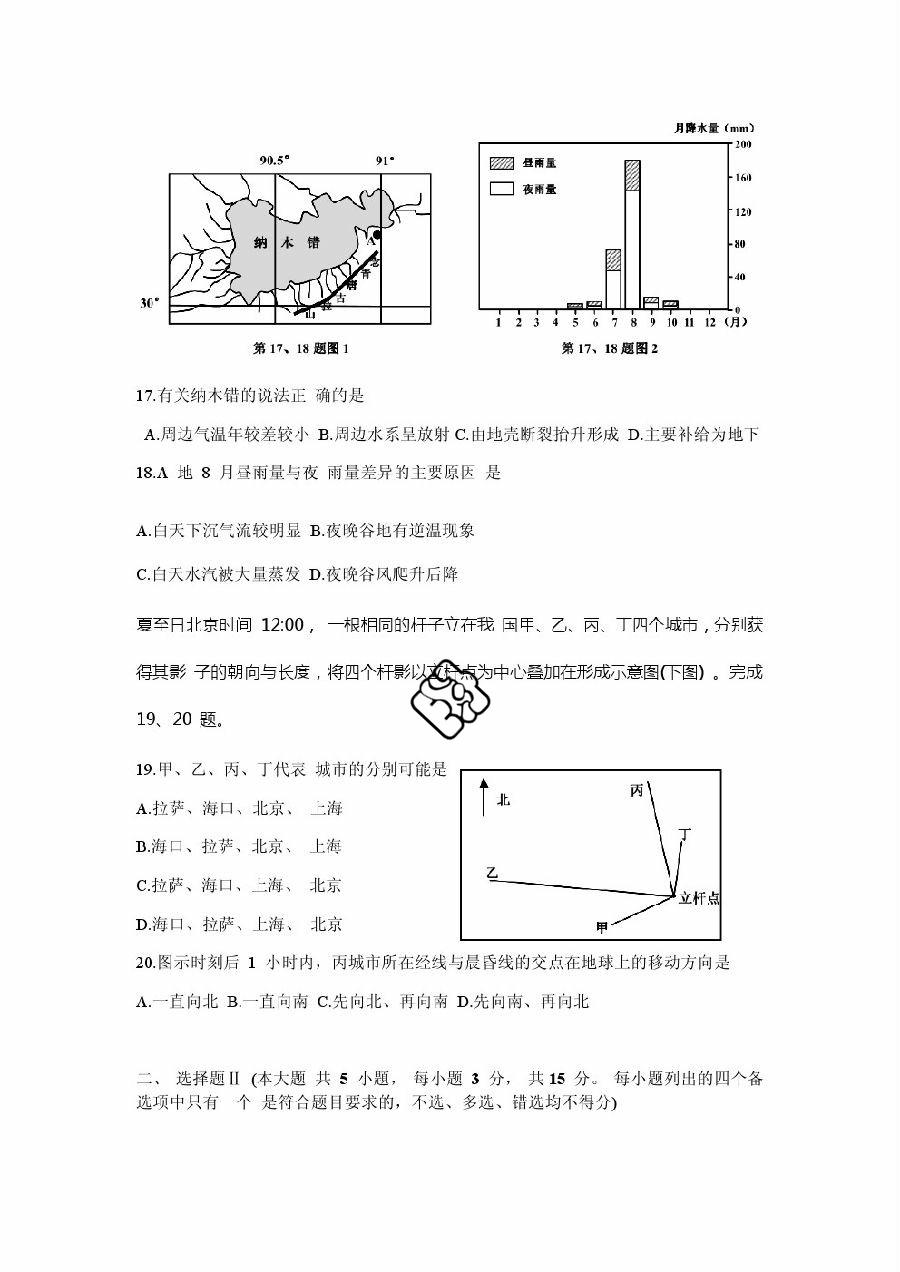 月降水量（mm）
90.5° 91°
30°
纳木错
A
念青唐古拉山
昼雨量
夜雨量
200
160
120
80
40
0
1 2 3 4 5 6 7 8 9 10 11 12 (月)
第 17、18 题图 1
第 17、18 题图 2
17.有关纳木错的说法正 确的是
A.周边气温年较差较小 B.周边水系呈放射 C.由地壳断裂抬升形成 D.主要补给为地下
18.A 地 8 月昼雨量与夜 雨量差异的主要原因 是
A.白天下沉气流较明显 B.夜晚谷地有逆温现象
C.白天水汽被大量蒸发 D.夜晚谷风爬升后降
夏至日北京时间 12:00， 一根相同的杆子立在我 国甲、乙、丙、丁四个城市，分别获
得其影 子的朝向与长度，将四个杆影以立杆点为中心叠加在形成示意图(下图) 。完成
19、20 题。
19.甲、乙、丙、丁代表 城市的分别可能是
A.拉萨、海口、北京、 上海
B.海口、拉萨、北京、 上海
C.拉萨、海口、上海、 北京
D.海口、拉萨、上海、 北京
北
丙
丁
乙
立杆点
甲
20.图示时刻后 1 小时内，丙城市所在经线与晨昏线的交点在地球上的移动方向是
A.一直向北 B.一直向南 C.先向北、再向南 D.先向南、再向北
二、 选择题Ⅱ (本大题 共 5 小题， 每小题 3 分， 共 15 分。 每小题列出的四个备
选项中只有 个 是符合题目要求的，不选、多选、错选均不得分)